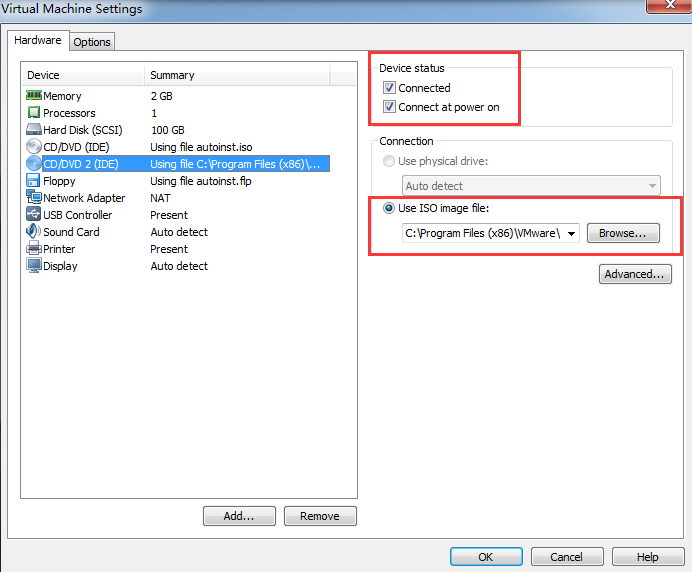 Virtual Machine Settings
Hardware
Options
Device Summary
Memory 2 GB
Processors 1
Hard Disk (SCSI) 100 GB
CD/DVD (IDE) Using file autoinst.iso
CD/DVD 2 (IDE) Using file C:\Program Files (x86)\...
Floppy Using file autoinst.flp
Network Adapter NAT
USB Controller Present
Sound Card Auto detect
Printer Present
Display Auto detect
Add...
Remove
Device status
Connected
Connect at power on
Connection
Use physical drive:
Auto detect
Use ISO image file:
C:\Program Files (x86)\VMware\
Browse...
Advanced...
OK
Cancel
Help